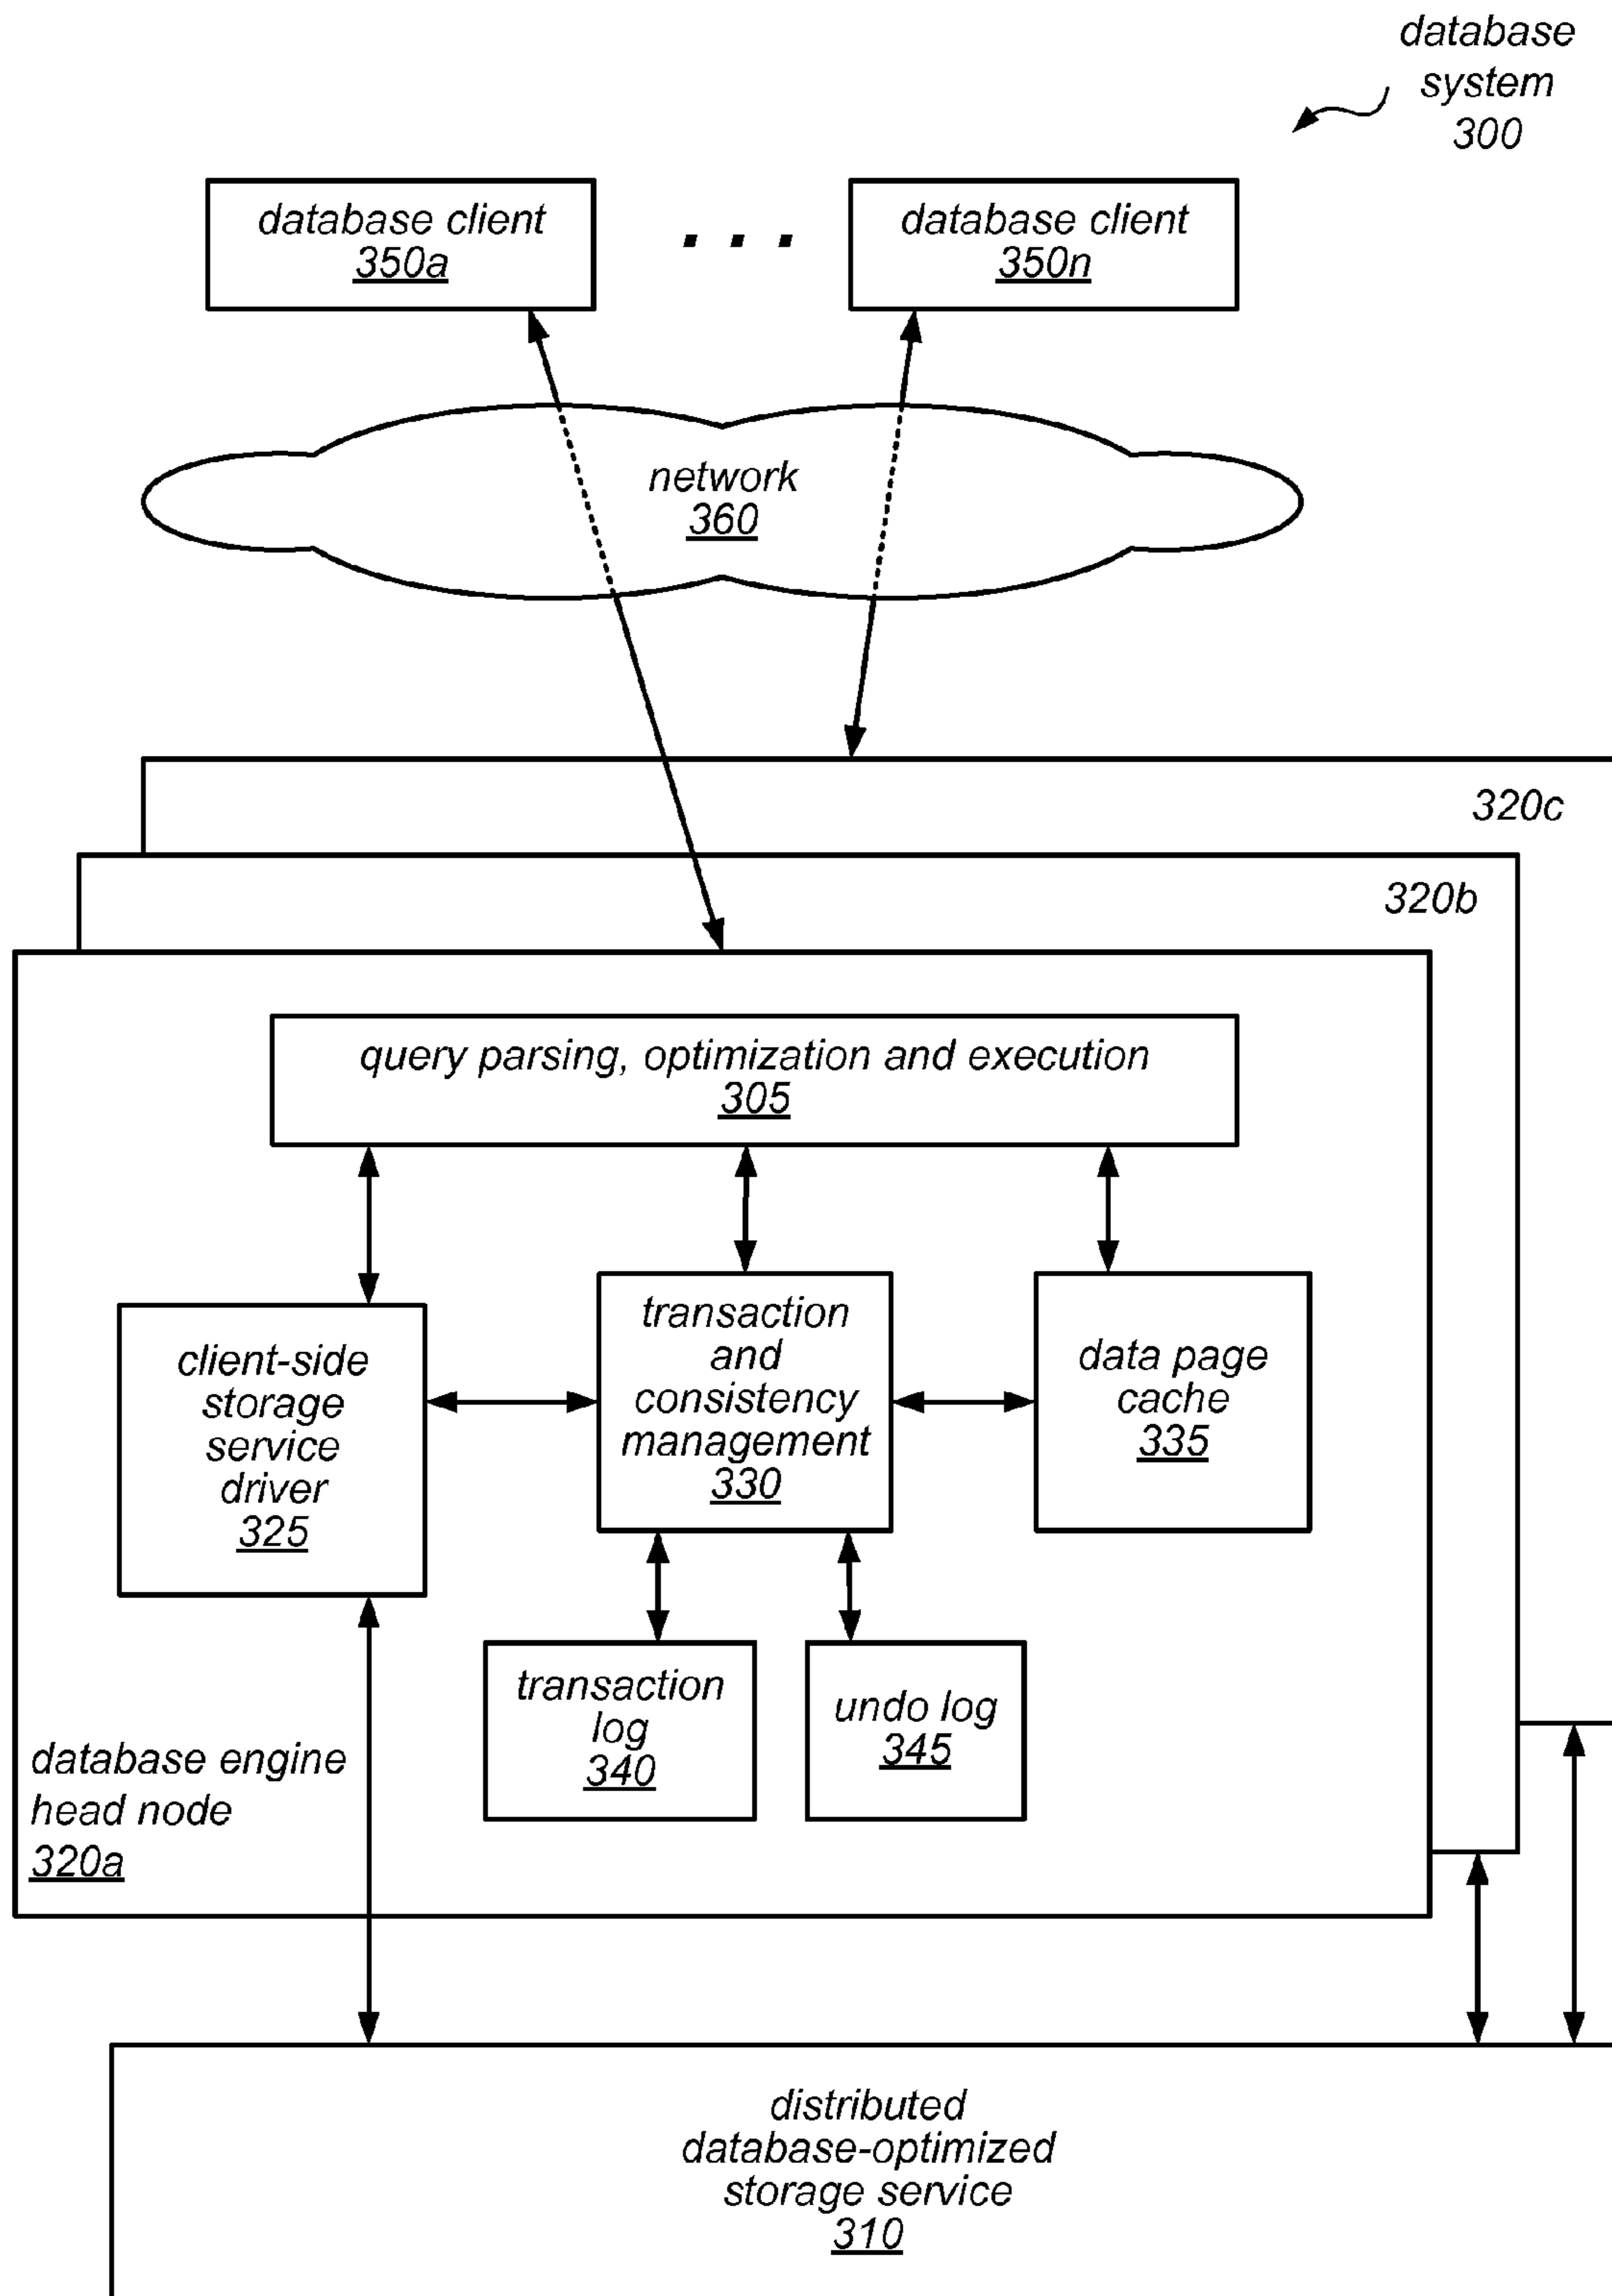 database
system
300
database client
350a
. . .
database client
350n
network
360
320c
320b
query parsing, optimization and execution
305
client-side
storage
service
driver
325
transaction
and
consistency
management
330
data page
cache
335
transaction
log
340
undo log
345
database engine
head node
320a
distributed
database-optimized
storage service
310